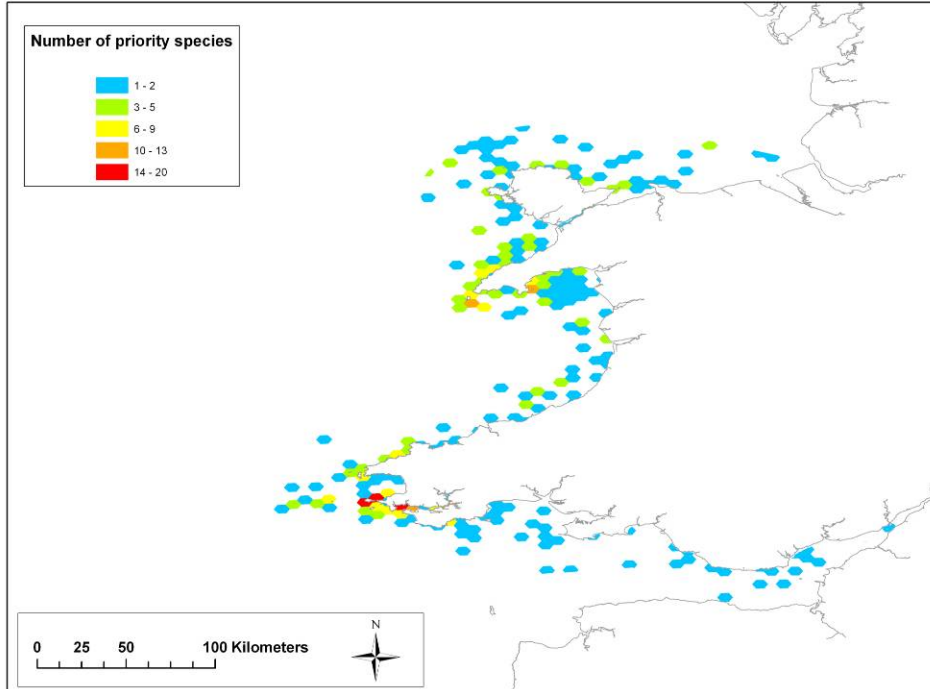 Number of priority species
1 - 2
3 - 5
6 - 9
10 - 13
14 - 20
N
0 25 50 100 Kilometers